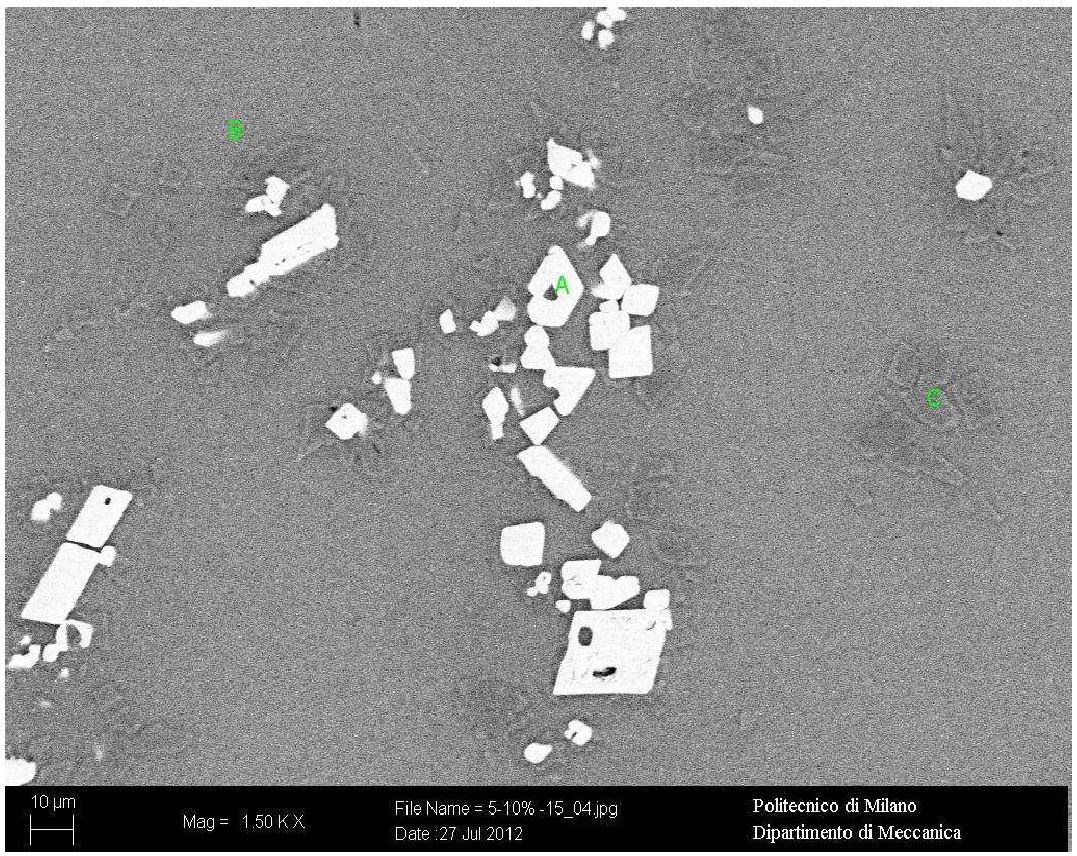 B
A
C
10 µm
Mag = 1.50 K X
File Name = 5-10% -15_04.jpg
Date :27 Jul 2012
Politecnico di Milano
Dipartimento di Meccanica